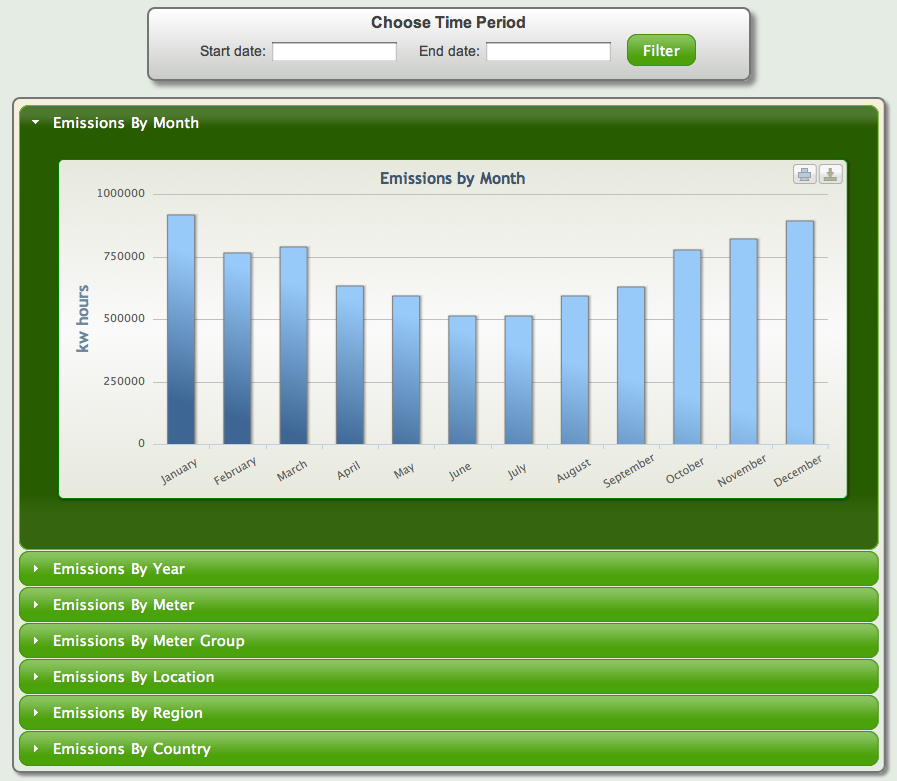 Choose Time Period
Start date: End date: Filter
Emissions By Month
Emissions by Month
1000000
750000
500000
250000
0
kw hours
January February March April May June July August September October November December
Emissions By Year
Emissions By Meter
Emissions By Meter Group
Emissions By Location
Emissions By Region
Emissions By Country